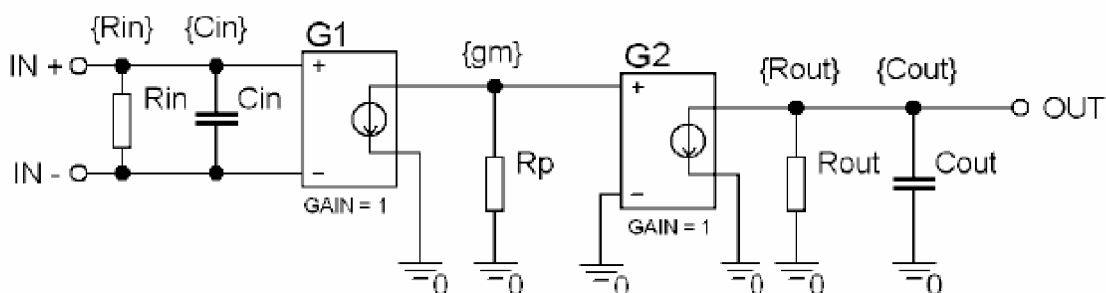 {Rin}
{Cin}
G1
{gm}
G2
{Rout}
{Cout}
IN +
+
+
OUT
Rin
Cin
Rp
Rout
Cout
IN -
-
-
GAIN = 1
GAIN = 1
0
0
0
0
0
0